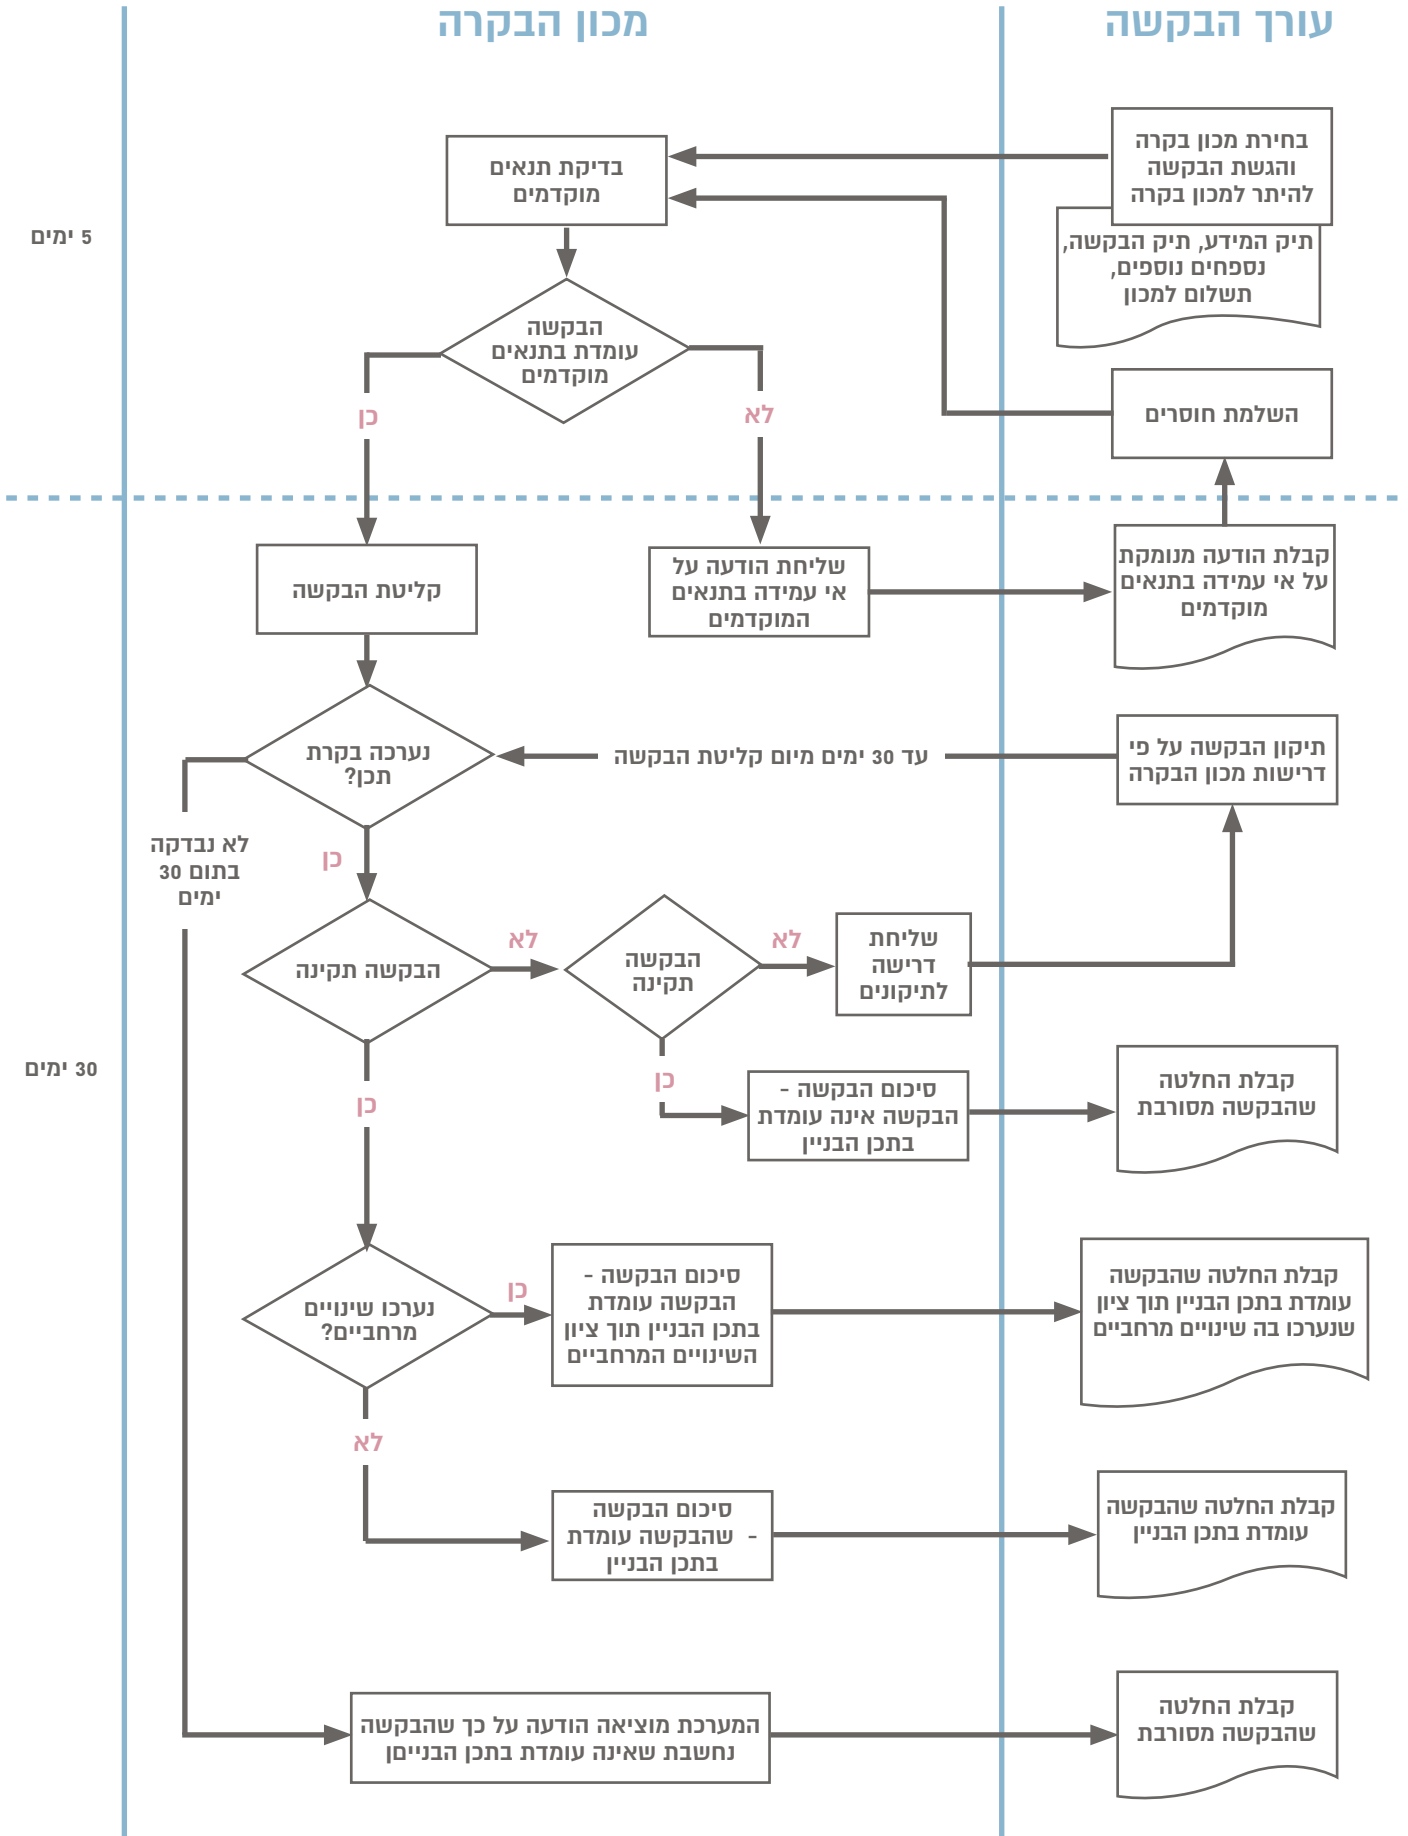 עורך הבקשה
מכון הבקרה
בחירת מכון בקרה
והגשת הבקשה
להיתר למכון בקרה
תיק המידע, תיק הבקשה,
נספחים נוספים,
תשלום למכון
בדיקת תנאים
מוקדמים
5 ימים
הבקשה
עומדת בתנאים
מוקדמים
השלמת חוסרים
לא
כן
קבלת הודעה מנומקת
על אי עמידה בתנאים
מוקדמים
שליחת הודעה על
אי עמידה בתנאים
המוקדמים
קליטת הבקשה
תיקון הבקשה על פי
דרישות מכון הבקרה
עד 30 ימים מיום קליטת הבקשה
נערכה בקרת
תכן?
לא נבדקה
בתום 30
ימים
כן
שליחת
דרישה
לתיקונים
לא
הבקשה
תקינה
לא
הבקשה תקינה
30 ימים
קבלת החלטה
שהבקשה מסורבת
כן
סיכום הבקשה -
הבקשה אינה עומדת
בתכן הבניין
כן
קבלת החלטה שהבקשה
עומדת בתכן הבניין תוך ציון
שנערכו בה שינויים מרחביים
סיכום הבקשה -
הבקשה עומדת
בתכן הבניין תוך ציון
השינויים המרחביים
כן
נערכו שינויים
מרחביים?
לא
קבלת החלטה שהבקשה
עומדת בתכן הבניין
סיכום הבקשה
- שהבקשה עומדת
בתכן הבניין
קבלת החלטה
שהבקשה מסורבת
המערכת מוציאה הודעה על כך שהבקשה
נחשבת שאינה עומדת בתכן הבנייםן